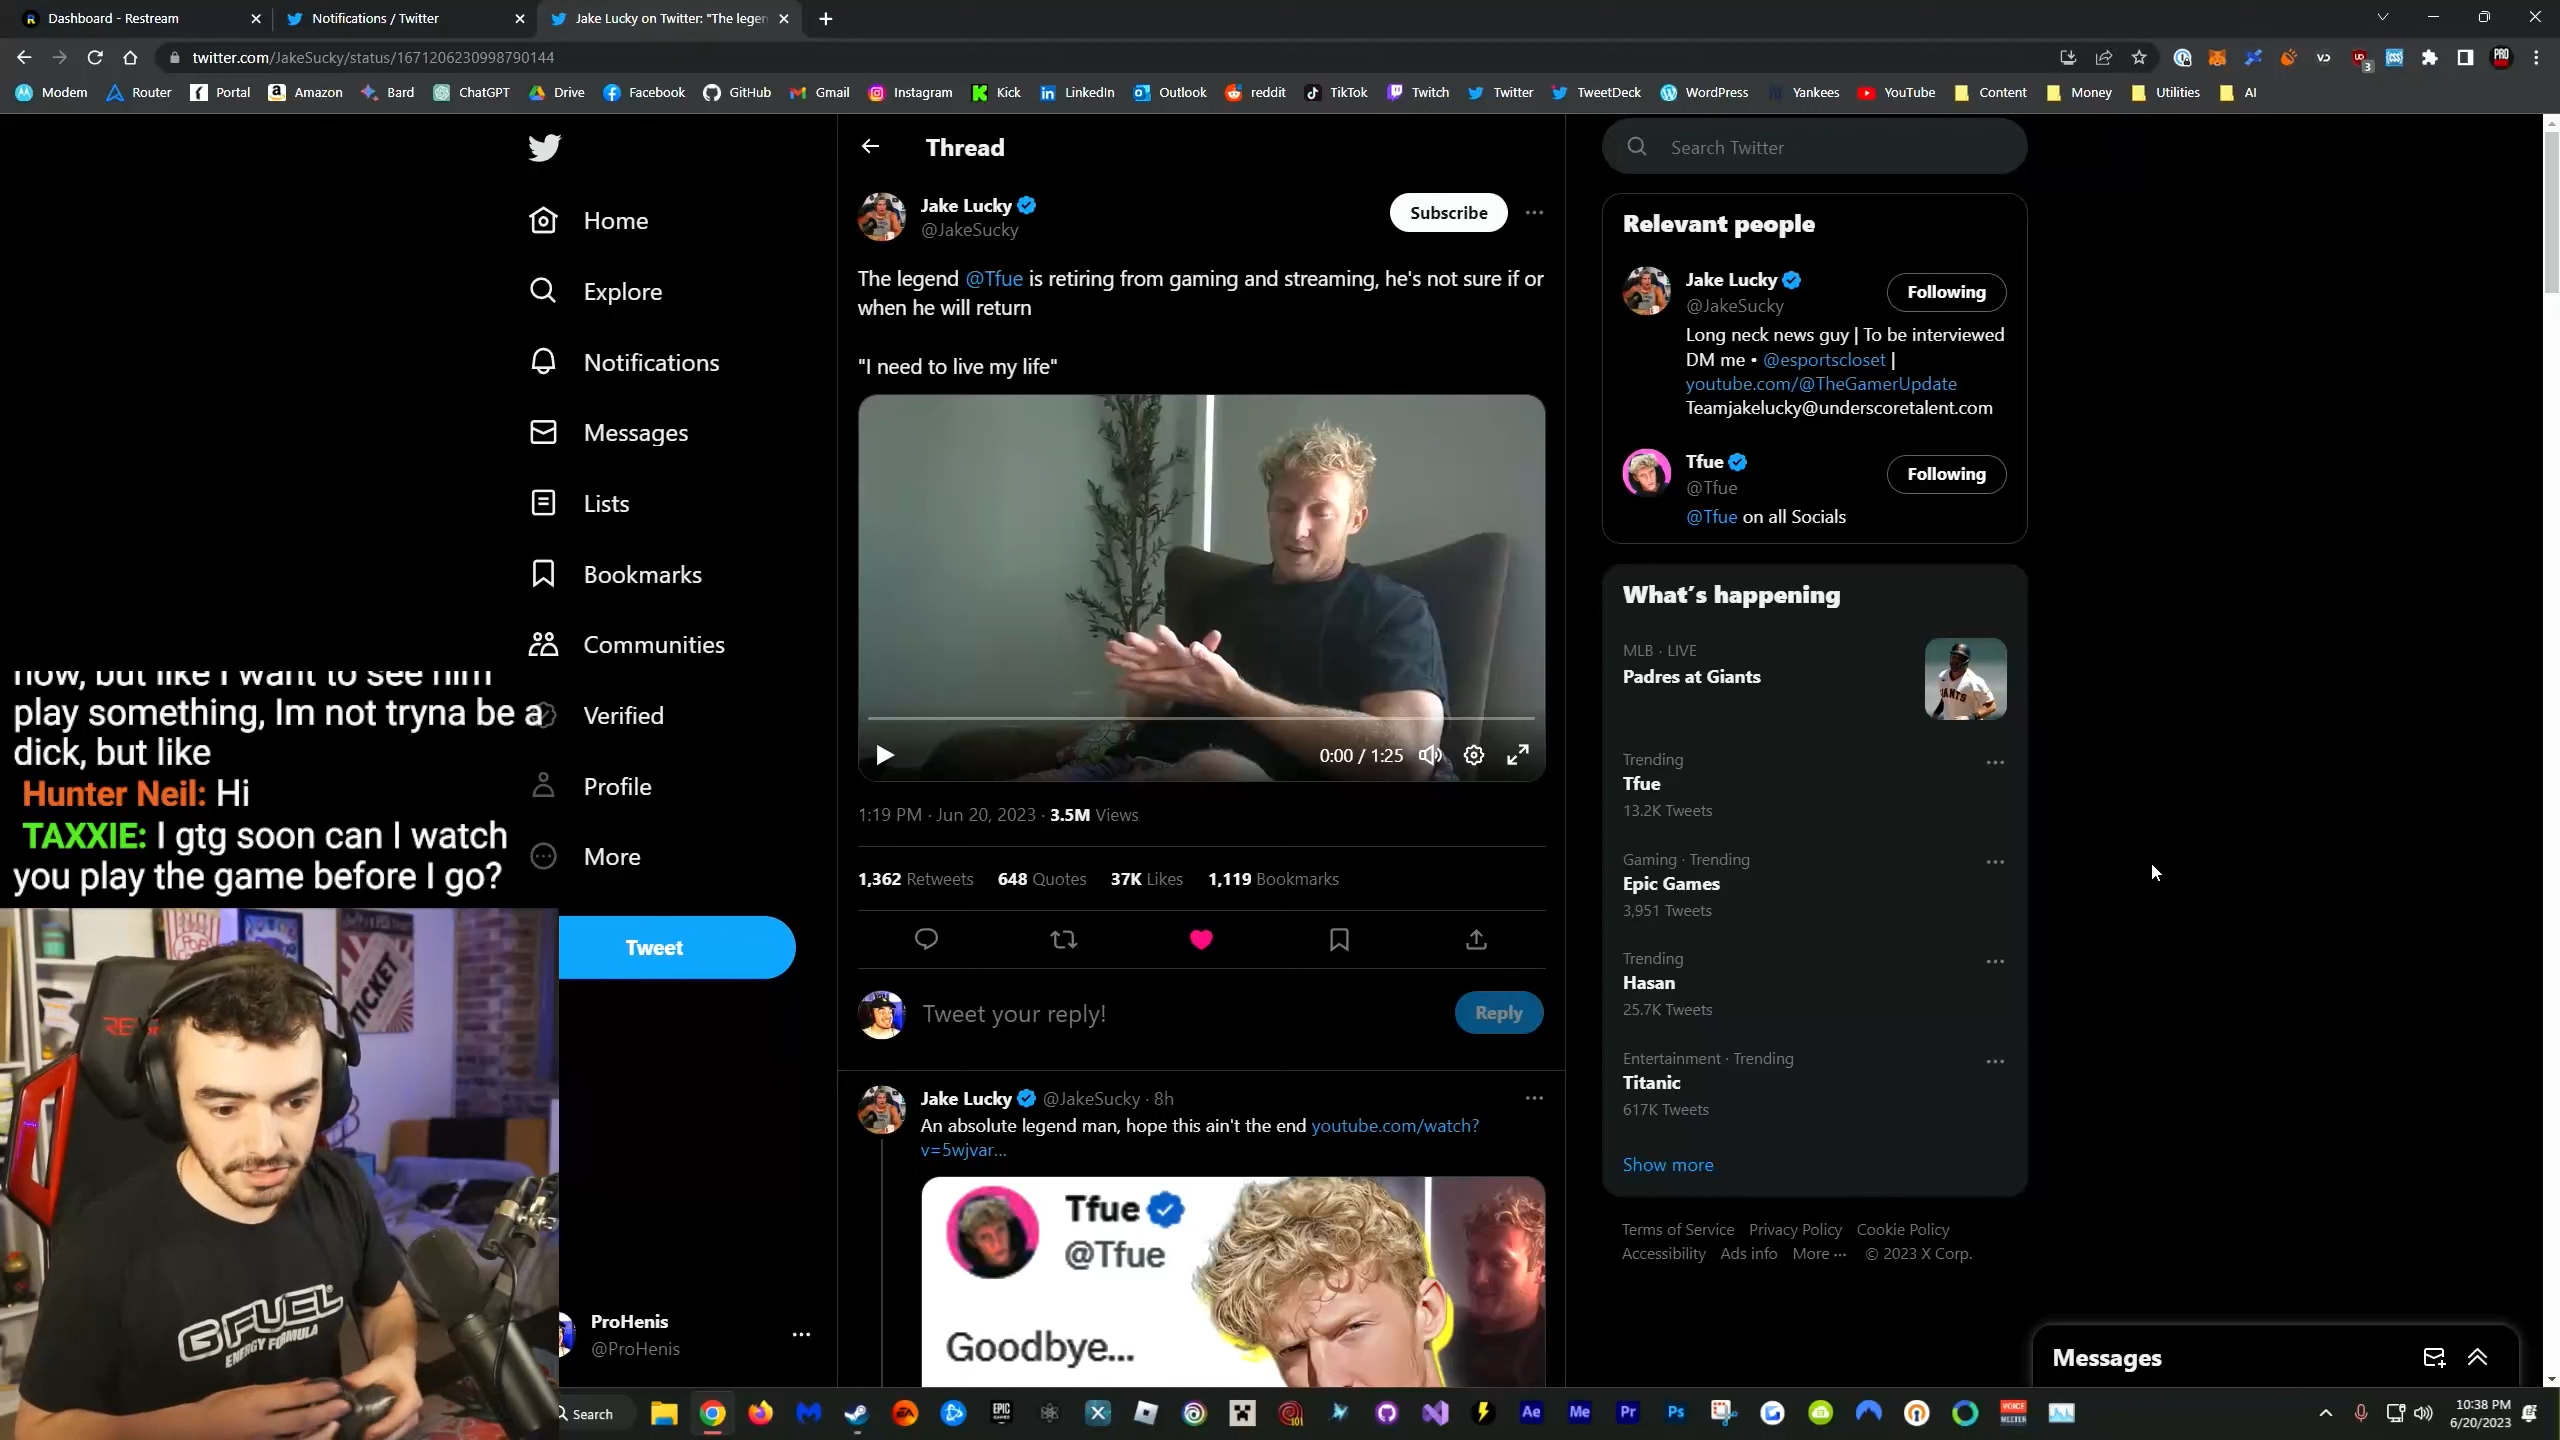 Dashboard - Restream
Notifications / Twitter
Jake Lucky on Twitter: "The legen
twitter.com/JakeSucky/status/1671206230998790144
Modem
Router
Portal
Amazon
Bard
ChatGPT
Drive
Facebook
GitHub
Gmail
Instagram
Kick
LinkedIn
Outlook
reddit
TikTok
Twitch
Twitter
TweetDeck
WordPress
Yankees
YouTube
Content
Money
Utilities
AI
Home
Explore
Notifications
Messages
Lists
Bookmarks
Communities
Verified
Profile
More
Tweet
ProHenis
@ProHenis
now, but like I want to see him
play something, Im not tryna be a
dick, but like
Hunter Neil: Hi
TAXXIE: I gtg soon can I watch
you play the game before I go?
TICKET
GFUEL
ENERGY FORMULA
Thread
Jake Lucky
@JakeSucky
Subscribe
The legend @Tfue is retiring from gaming and streaming, he's not sure if or
when he will return
"I need to live my life"
0:00 / 1:25
1:19 PM · Jun 20, 2023 · 3.5M Views
1,362 Retweets 648 Quotes 37K Likes 1,119 Bookmarks
Tweet your reply!
Reply
Jake Lucky @JakeSucky · 8h
An absolute legend man, hope this ain't the end youtube.com/watch?
v=5wjvar...
Tfue
@Tfue
Goodbye...
Search Twitter
Relevant people
Jake Lucky
@JakeSucky
Following
Long neck news guy | To be interviewed
DM me • @esportscloset |
youtube.com/@TheGamerUpdate
Teamjakelucky@underscoretalent.com
Tfue
@Tfue
Following
@Tfue on all Socials
What's happening
MLB · LIVE
Padres at Giants
Trending
Tfue
13.2K Tweets
Gaming · Trending
Epic Games
3,951 Tweets
Trending
Hasan
25.7K Tweets
Entertainment · Trending
Titanic
617K Tweets
Show more
Terms of Service Privacy Policy Cookie Policy
Accessibility Ads info More ··· © 2023 X Corp.
Messages
Search
10:38 PM
6/20/2023